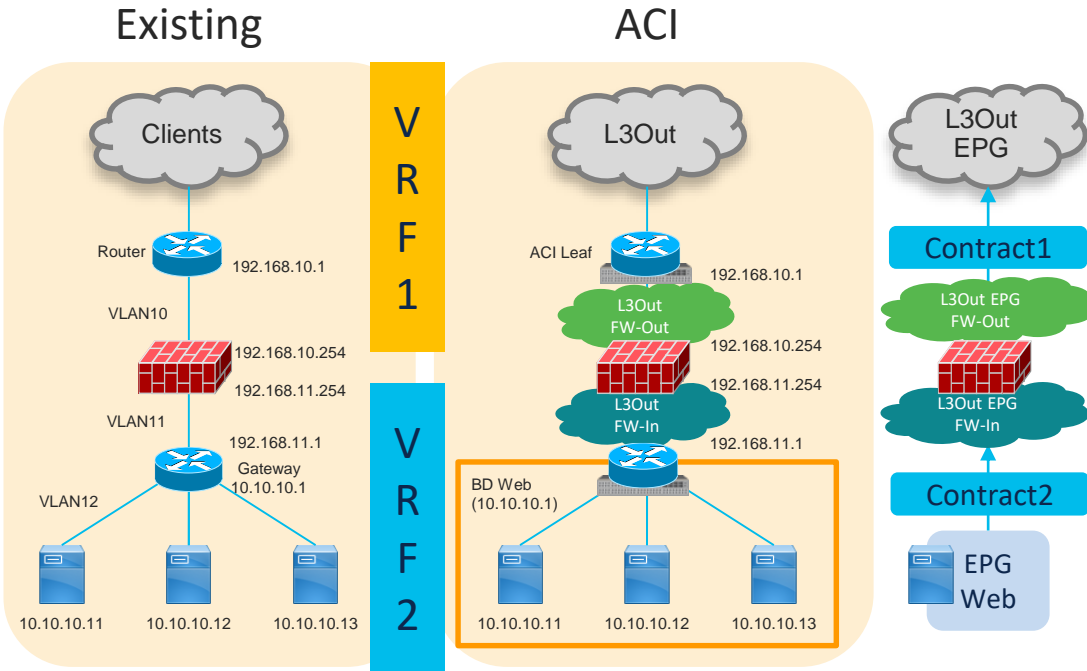 Existing
ACI
Clients
Router
192.168.10.1
VLAN10
192.168.10.254
192.168.11.254
VLAN11
192.168.11.1
Gateway
10.10.10.1
VLAN12
10.10.10.11
10.10.10.12
10.10.10.13
V
R
F
1
V
R
F
2
L3Out
ACI Leaf
192.168.10.1
L3Out
FW-Out
192.168.10.254
192.168.11.254
L3Out
FW-In
192.168.11.1
BD Web
(10.10.10.1)
10.10.10.11
10.10.10.12
10.10.10.13
L3Out
EPG
Contract1
L3Out EPG
FW-Out
L3Out EPG
FW-In
Contract2
EPG
Web